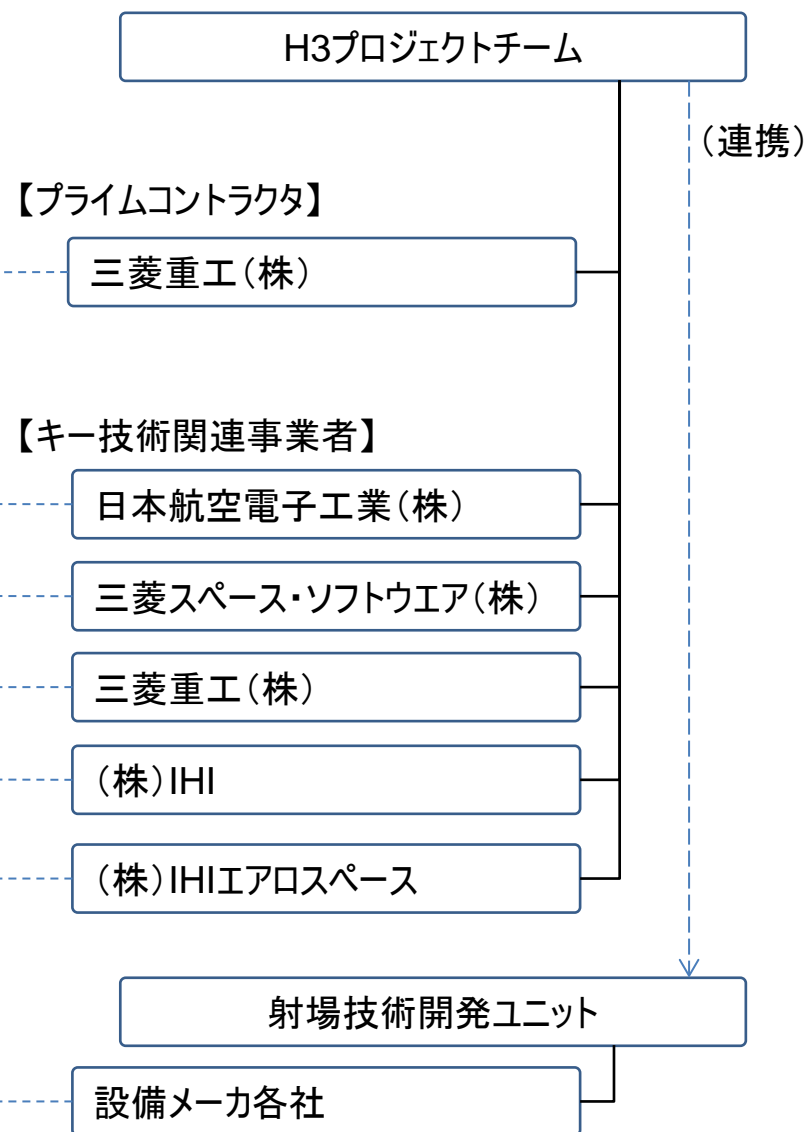 H3プロジェクトチーム
（連携）
【プライムコントラクタ】
三菱重工（株）
【キー技術関連事業者】
日本航空電子工業（株）
三菱スペース・ソフトウエア（株）
三菱重工（株）
（株）IHI
（株）IHIエアロスペース
射場技術開発ユニット
設備メーカ各社